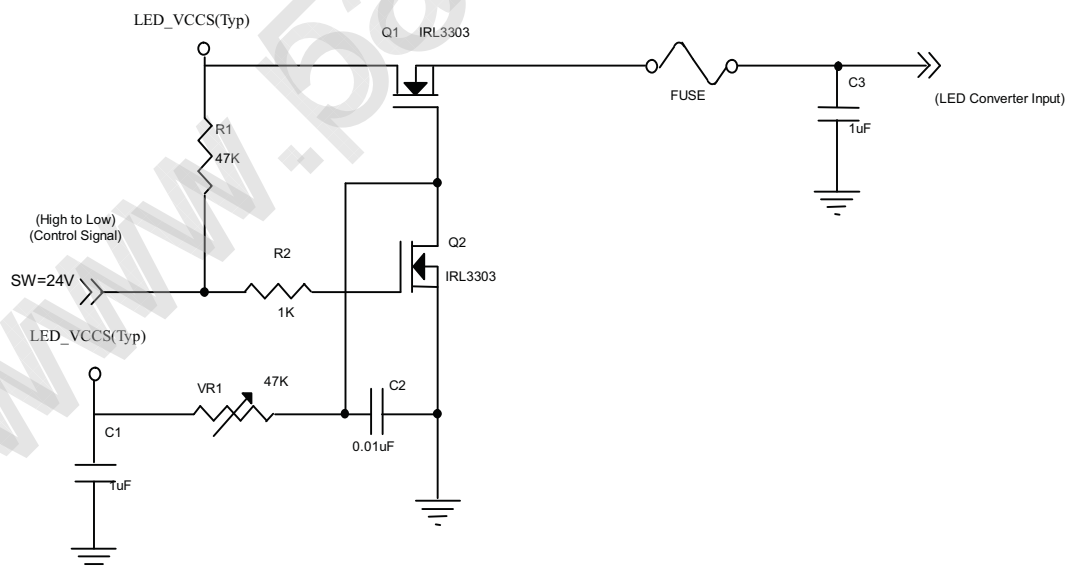 LED_VCCS(Typ)
Q1 IRL3303
FUSE
C3
1uF
(LED Converter Input)
R1
47K
(High to Low)
(Control Signal)
SW=24V
R2
1K
Q2
IRL3303
LED_VCCS(Typ)
VR1
47K
C2
0.01uF
C1
1uF